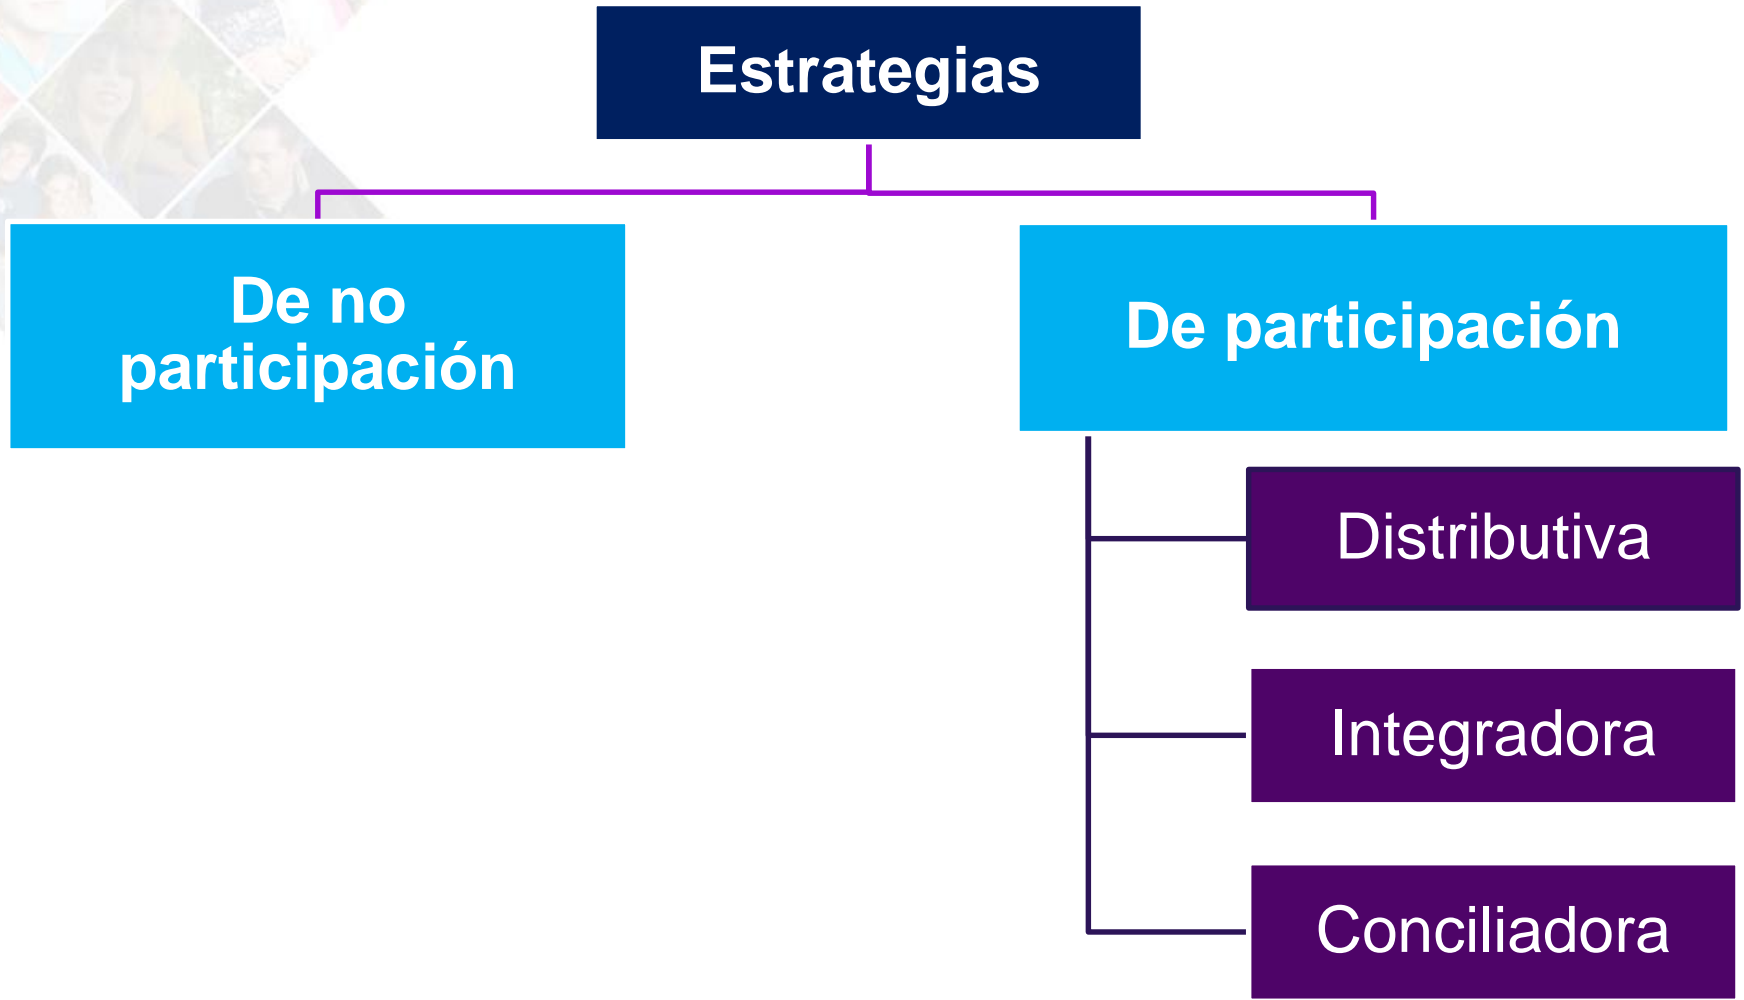 Estrategias
De no
participación
De participación
Distributiva
Integradora
Conciliadora